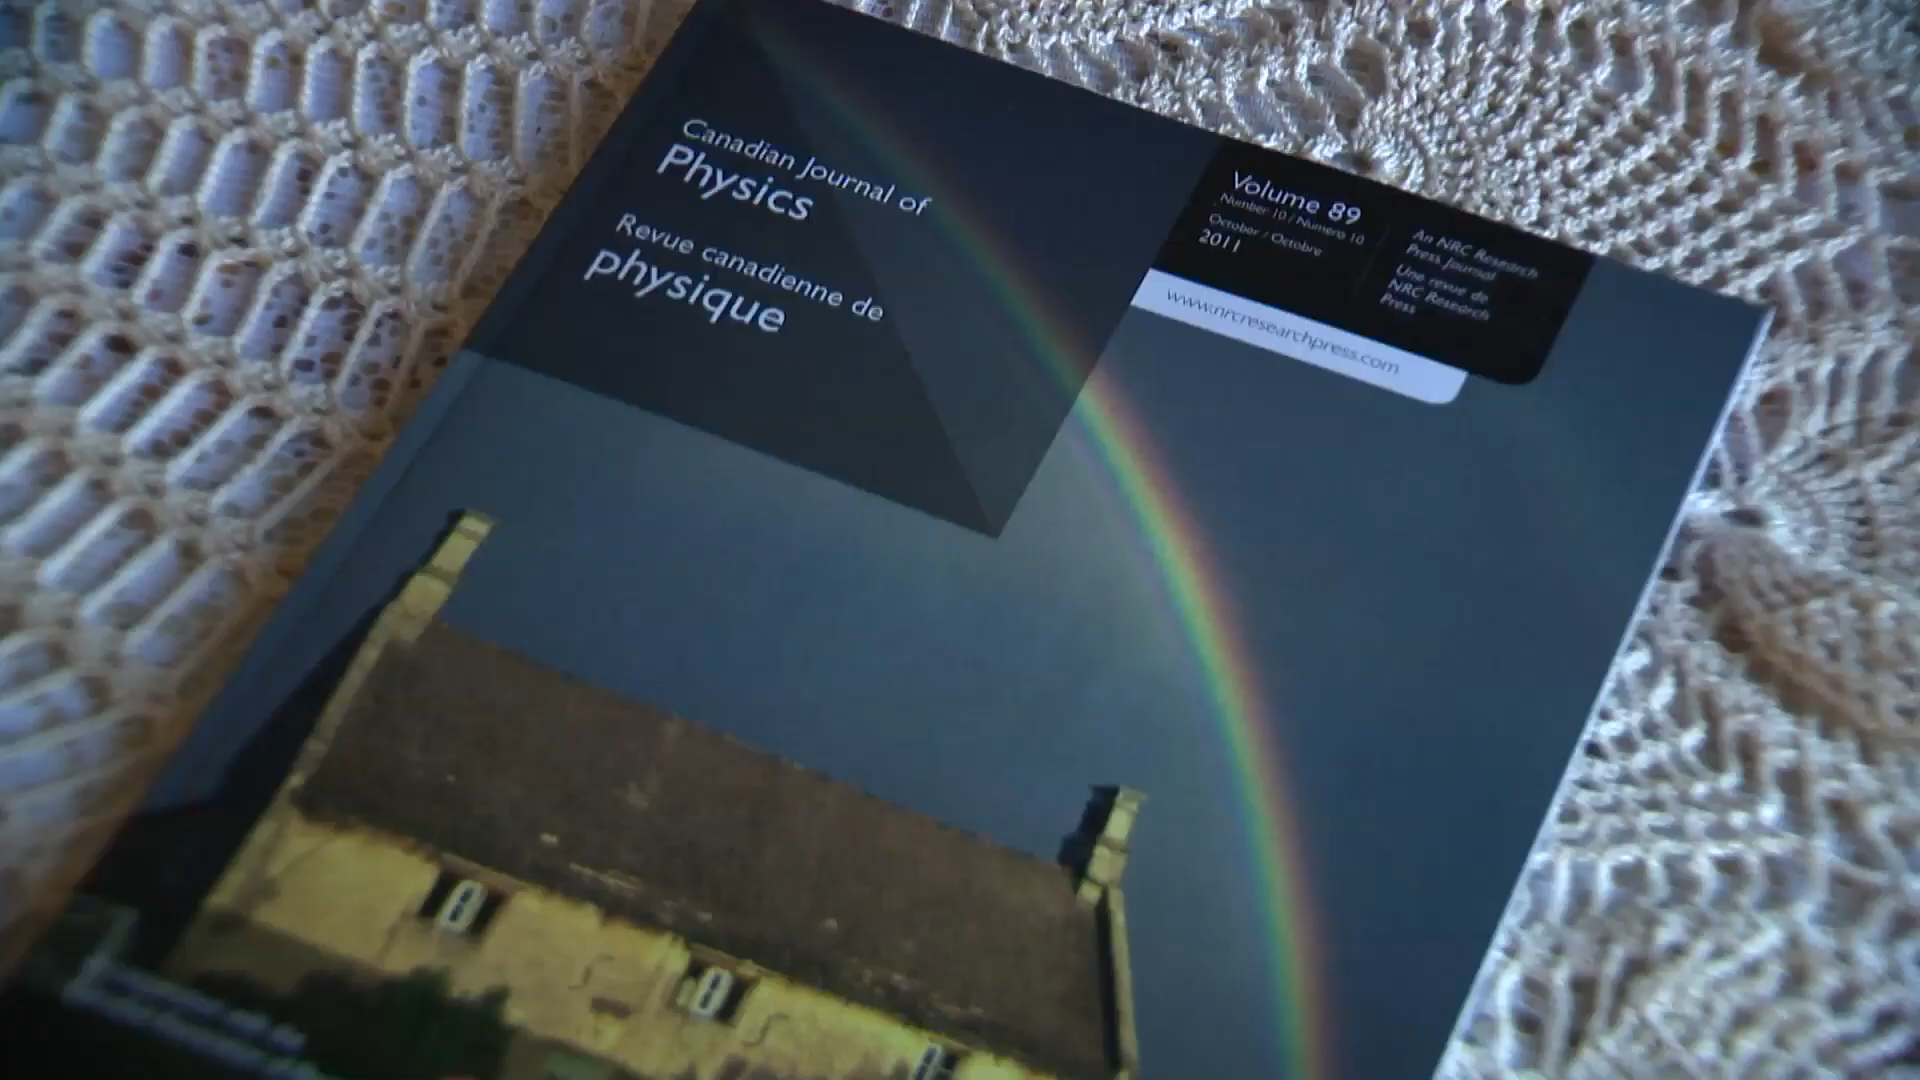 Canadian Journal of
Physics
Revue canadienne de
physique
Volume 89
Number 10 / Numéro 10
October / Octobre
2011
An NRC Research
Press Journal
Une revue de
NRC Research
Press
www.nrcresearchpress.com